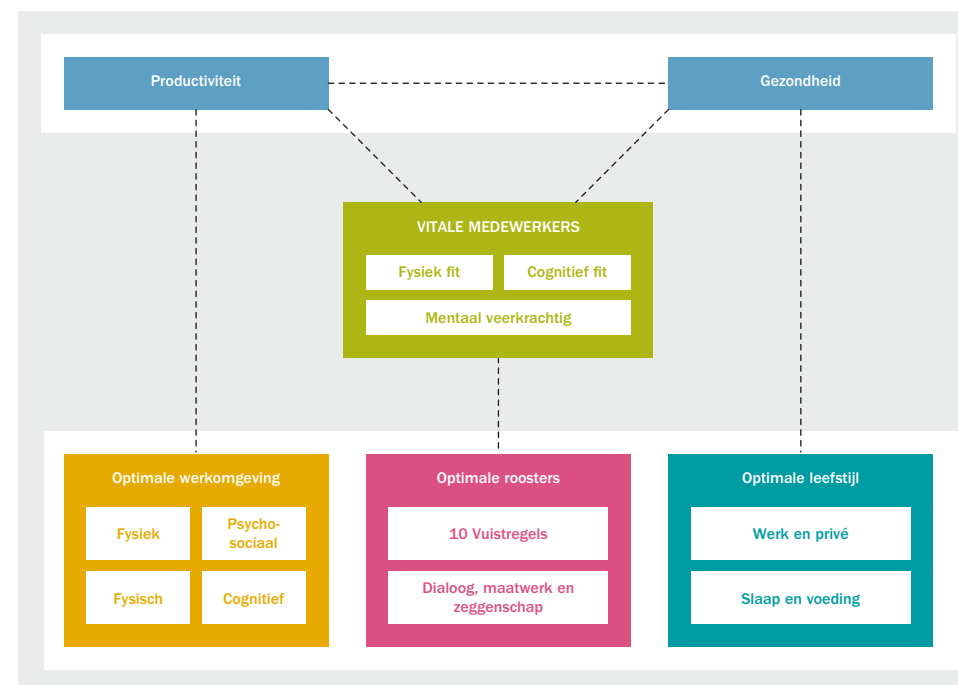 Productiviteit
Gezondheid
VITALE MEDEWERKERS
Fysiek fit
Cognitief fit
Mentaal veerkrachtig
Optimale werkomgeving
Fysiek
Psycho-
sociaal
Fysisch
Cognitief
Optimale roosters
10 Vuistregels
Dialoog, maatwerk en
zeggenschap
Optimale leefstijl
Werk en privé
Slaap en voeding